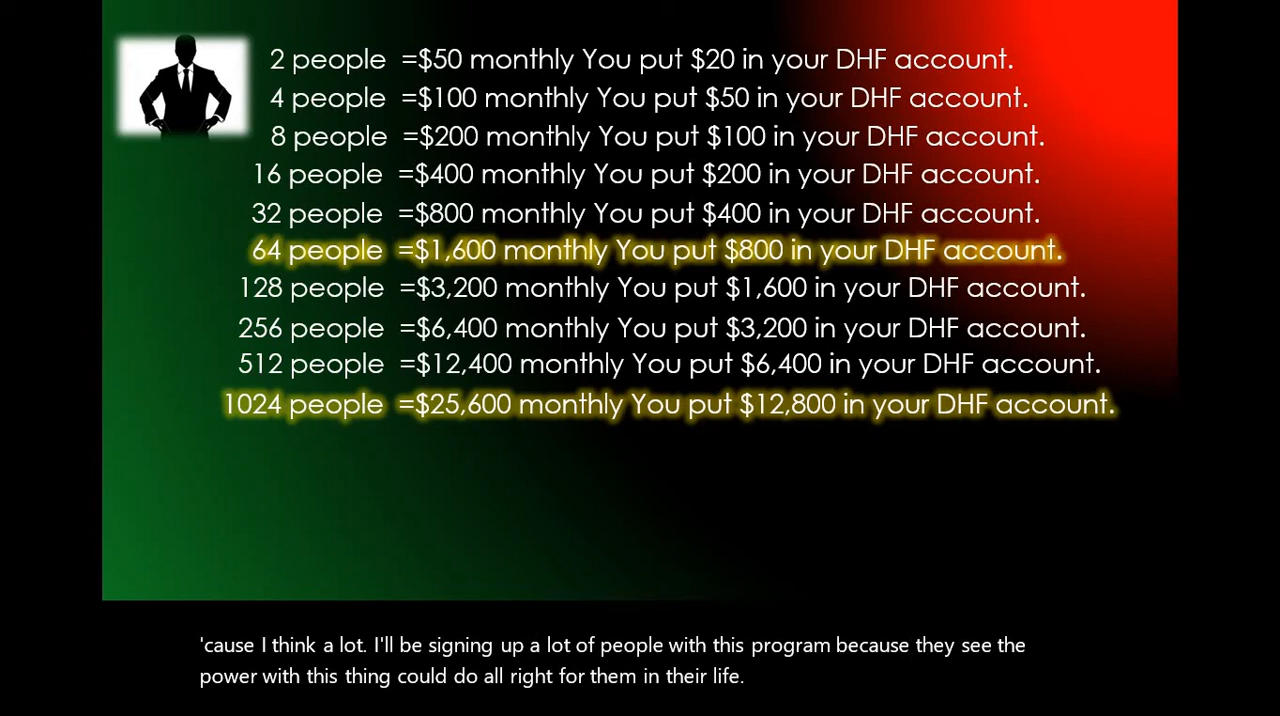 2 people =$50 monthly You put $20 in your DHF account.
4 people =$100 monthly You put $50 in your DHF account.
8 people =$200 monthly You put $100 in your DHF account.
16 people =$400 monthly You put $200 in your DHF account.
32 people =$800 monthly You put $400 in your DHF account.
64 people =$1,600 monthly You put $800 in your DHF account.
128 people =$3,200 monthly You put $1,600 in your DHF account.
256 people =$6,400 monthly You put $3,200 in your DHF account.
512 people =$12,400 monthly You put $6,400 in your DHF account.
1024 people =$25,600 monthly You put $12,800 in your DHF account.
'cause I think a lot. I'll be signing up a lot of people with this program because they see the
power with this thing could do all right for them in their life.